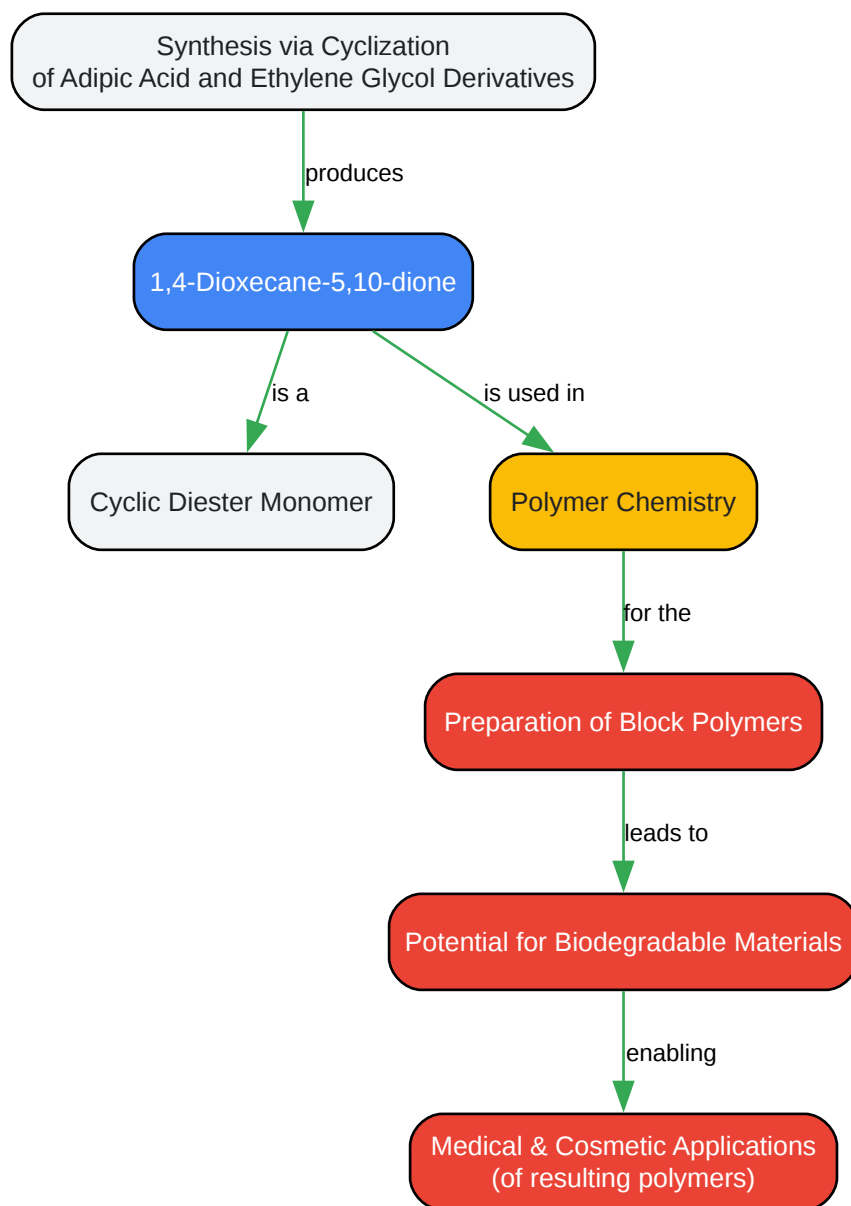 Synthesis via Cyclization
of Adipic Acid and Ethylene Glycol Derivatives
produces
1,4-Dioxecane-5,10-dione
is a
is used in
Cyclic Diester Monomer
Polymer Chemistry
for the
Preparation of Block Polymers
leads to
Potential for Biodegradable Materials
enabling
Medical & Cosmetic Applications
(of resulting polymers)